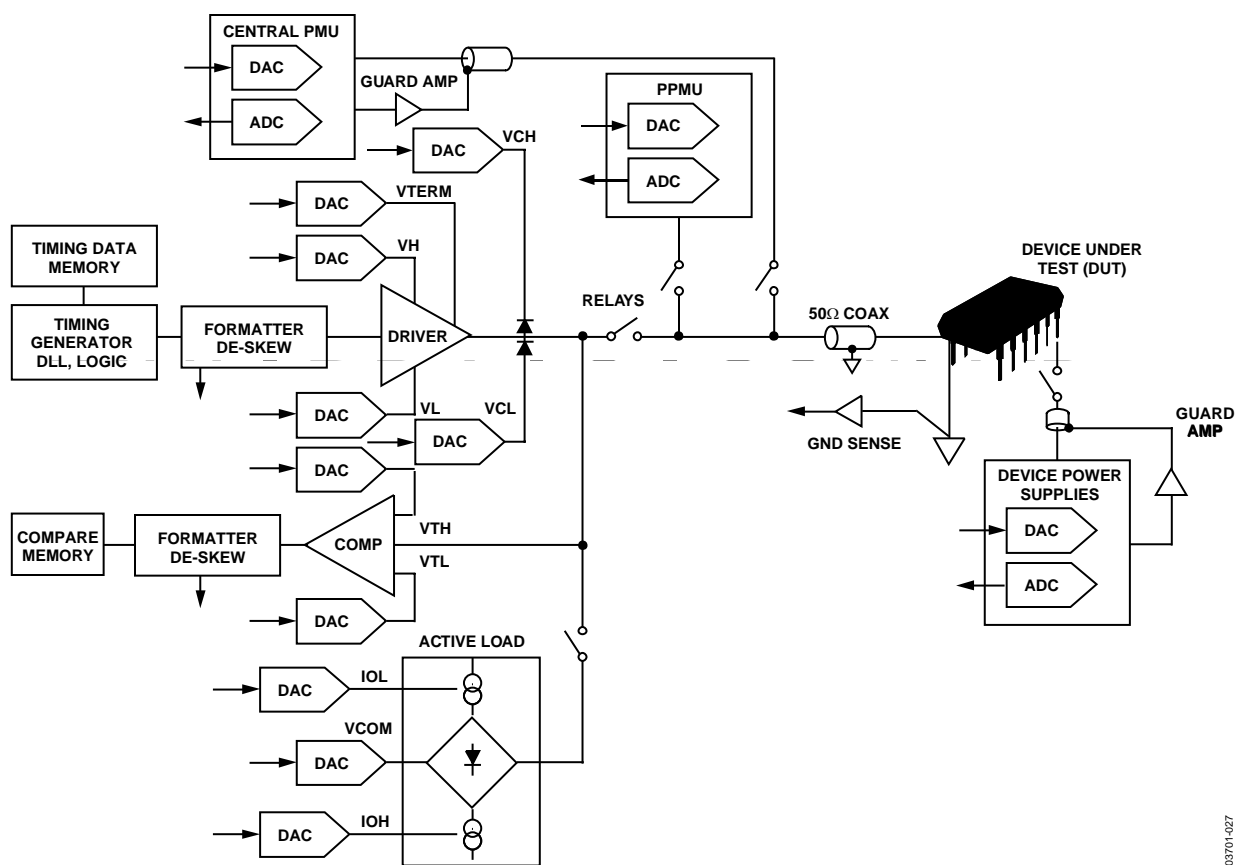 CENTRAL PMU
DAC
ADC
GUARD AMP
PPMU
DAC
ADC
DAC
VCH
DAC
VTERM
DAC
VH
TIMING DATA
MEMORY
TIMING
GENERATOR
DLL, LOGIC
FORMATTER
DE-SKEW
DRIVER
RELAYS
50Ω COAX
DEVICE UNDER
TEST (DUT)
DAC
VL
DAC
VCL
DAC
GND SENSE
GUARD
AMP
COMPARE
MEMORY
FORMATTER
DE-SKEW
COMP
VTH
VTL
DAC
DEVICE POWER
SUPPLIES
DAC
ADC
ACTIVE LOAD
DAC
IOL
DAC
VCOM
DAC
IOH
03701-027